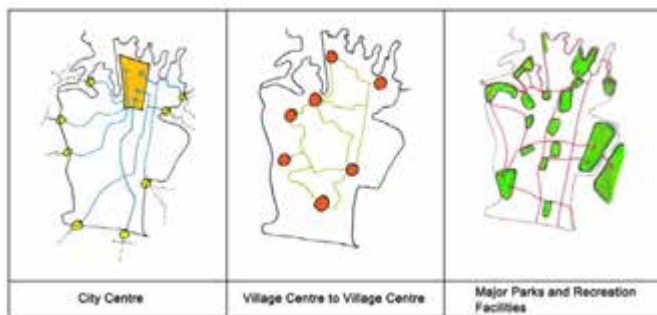 City Centre
Village Centre to Village Centre
Major Parks and Recreation
Facilities